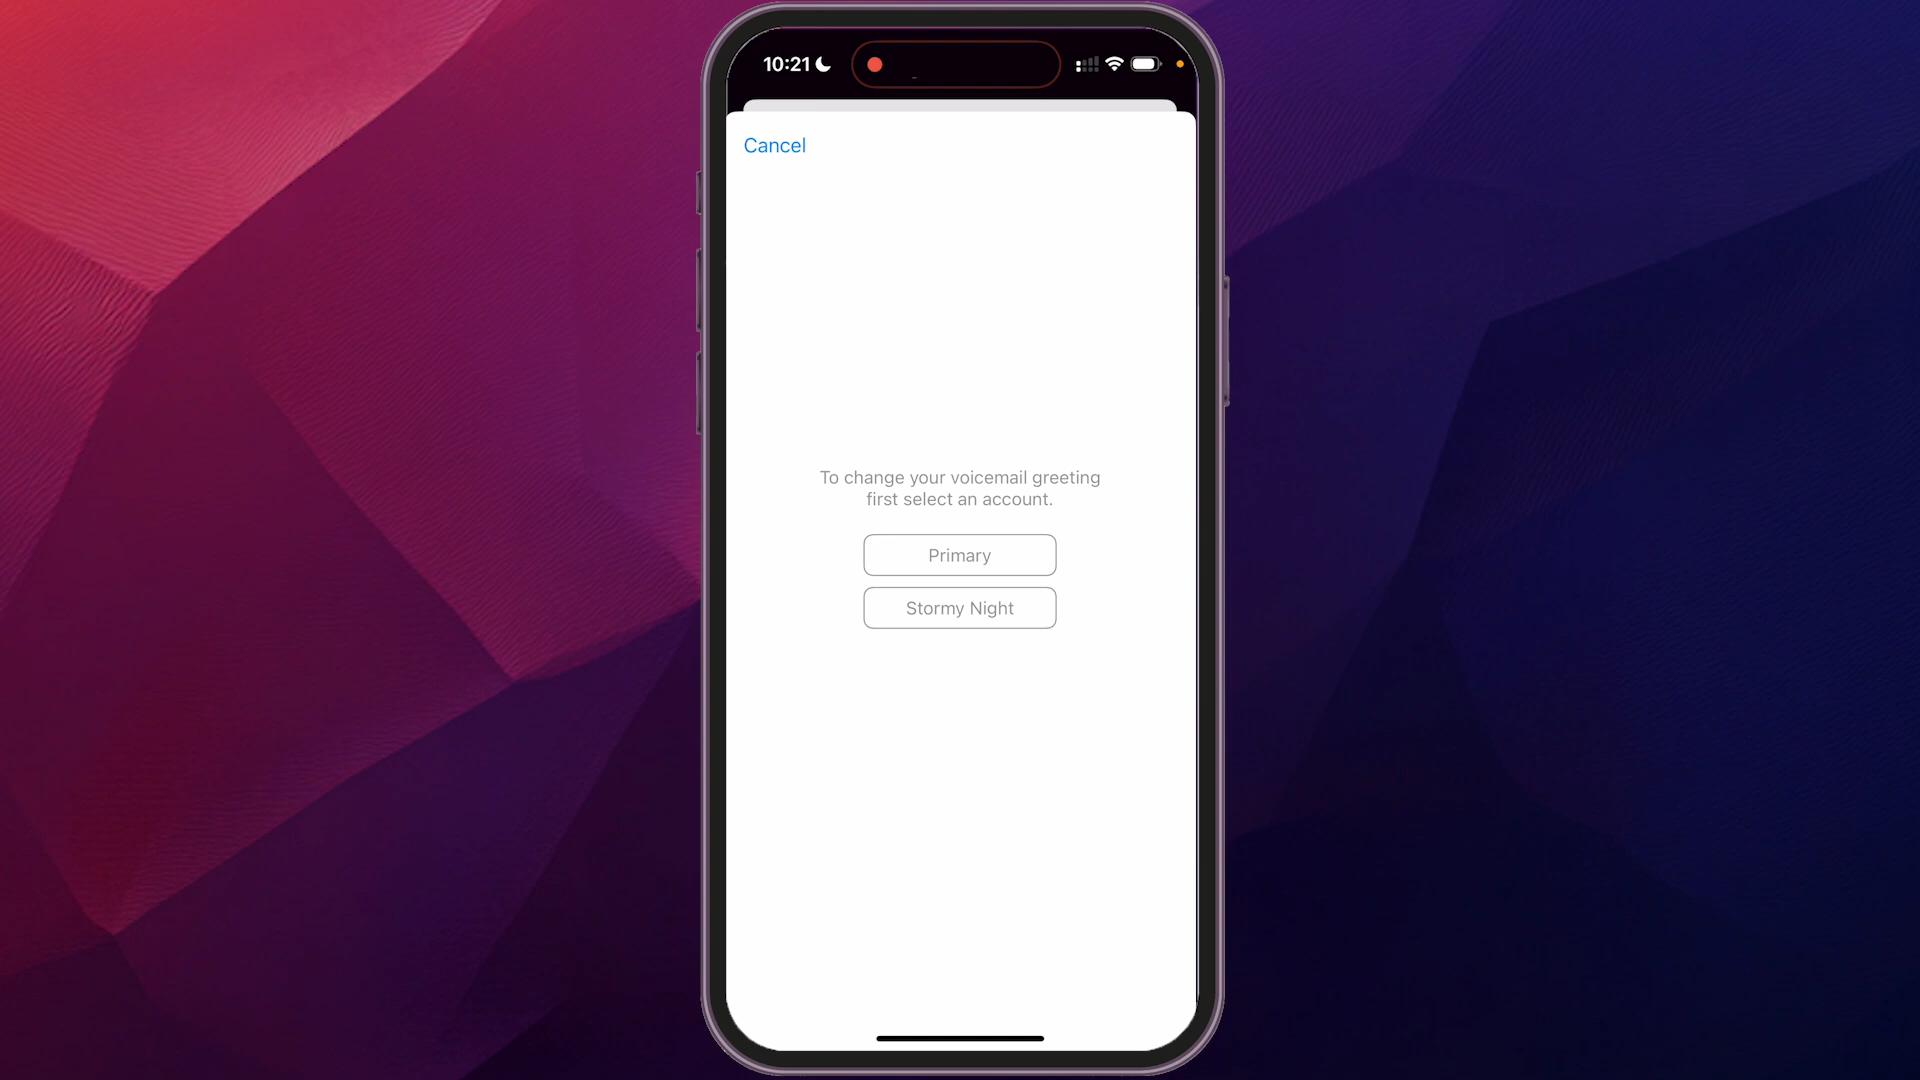 10:21
Cancel
To change your voicemail greeting
first select an account.
Primary
Stormy Night